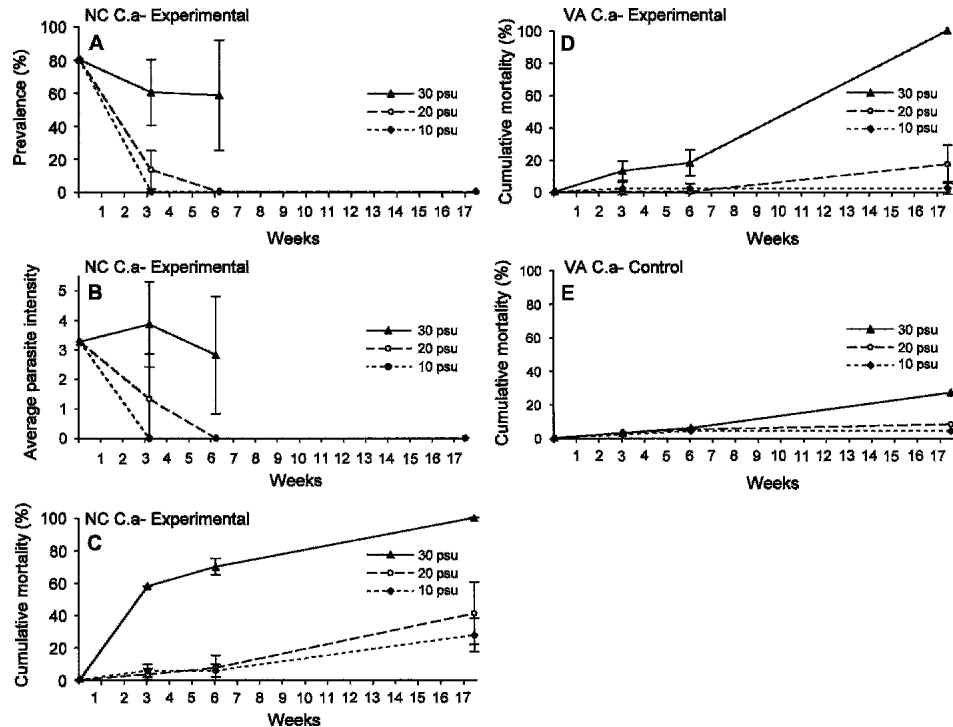 NC C.a- Experimental
A
Prevalence (%)
100
80
60
40
20
0
30 psu
20 psu
10 psu
1 2 3 4 5 6 7 8 9 10 11 12 13 14 15 16 17
Weeks
NC C.a- Experimental
B
Average parasite intensity
5
4
3
2
1
0
30 psu
20 psu
10 psu
1 2 3 4 5 6 7 8 9 10 11 12 13 14 15 16 17
Weeks
NC C.a- Experimental
C
Cumulative mortality (%)
100
80
60
40
20
0
30 psu
20 psu
10 psu
1 2 3 4 5 6 7 8 9 10 11 12 13 14 15 16 17
Weeks
VA C.a- Experimental
D
Cumulative mortality (%)
100
80
60
40
20
0
30 psu
20 psu
10 psu
1 2 3 4 5 6 7 8 9 10 11 12 13 14 15 16 17
Weeks
VA C.a- Control
E
Cumulative mortality (%)
100
80
60
40
20
0
30 psu
20 psu
10 psu
1 2 3 4 5 6 7 8 9 10 11 12 13 14 15 16 17
Weeks